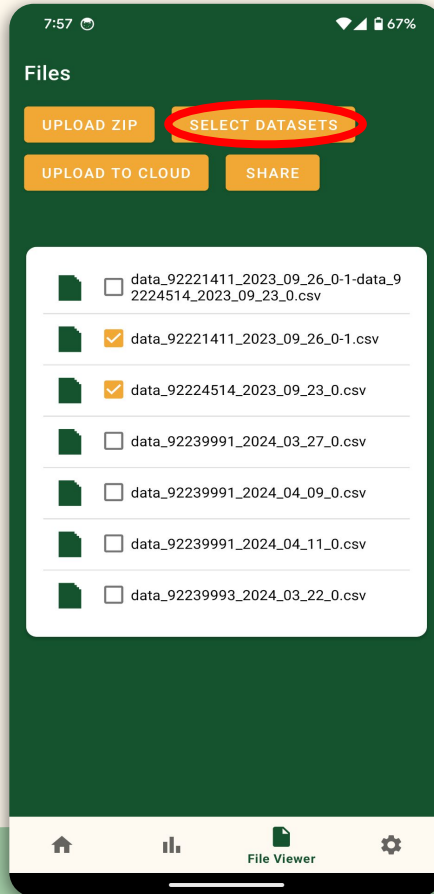 7:57 67%
Files
UPLOAD ZIP SELECT DATASETS
UPLOAD TO CLOUD SHARE
data_92221411_2023_09_26_0-1-data_9
2224514_2023_09_23_0.csv
data_92221411_2023_09_26_0-1.csv
data_92224514_2023_09_23_0.csv
data_92239991_2024_03_27_0.csv
data_92239991_2024_04_09_0.csv
data_92239991_2024_04_11_0.csv
data_92239993_2024_03_22_0.csv
File Viewer